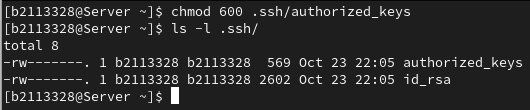 [b2113328@Server ~]$ chmod 600 .ssh/authorized_keys
[b2113328@Server ~]$ ls -l .ssh/
total 8
-rw-------. 1 b2113328 b2113328  569 Oct 23 22:05 authorized_keys
-rw-------. 1 b2113328 b2113328 2602 Oct 23 22:05 id_rsa
[b2113328@Server ~]$